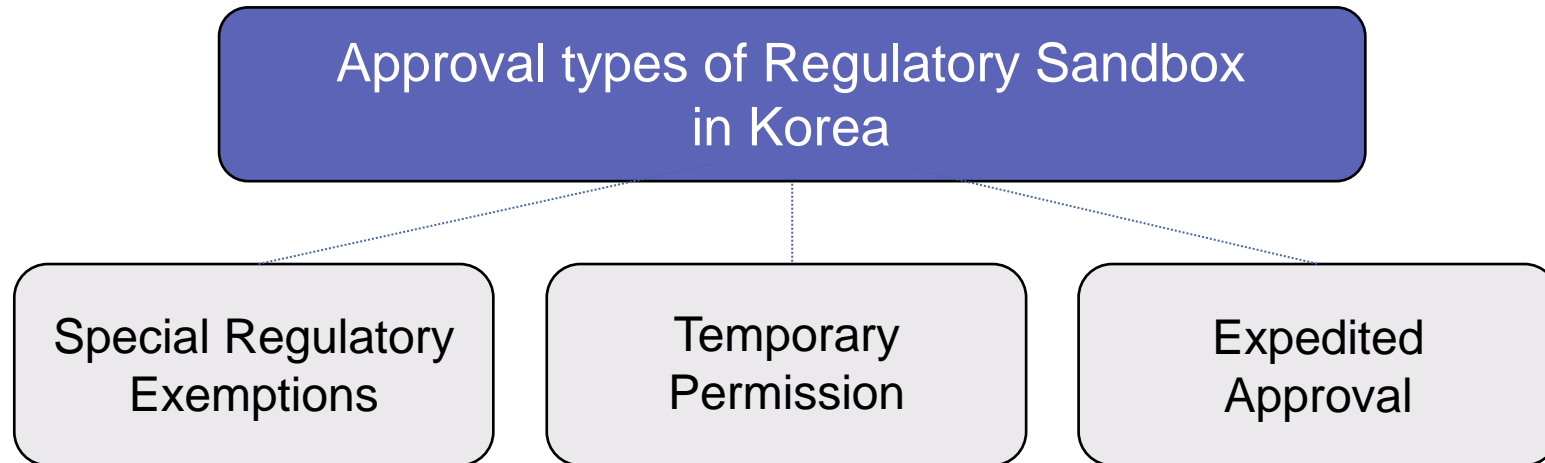 Approval types of Regulatory Sandbox
in Korea
Special Regulatory
Exemptions
Temporary
Permission
Expedited
Approval